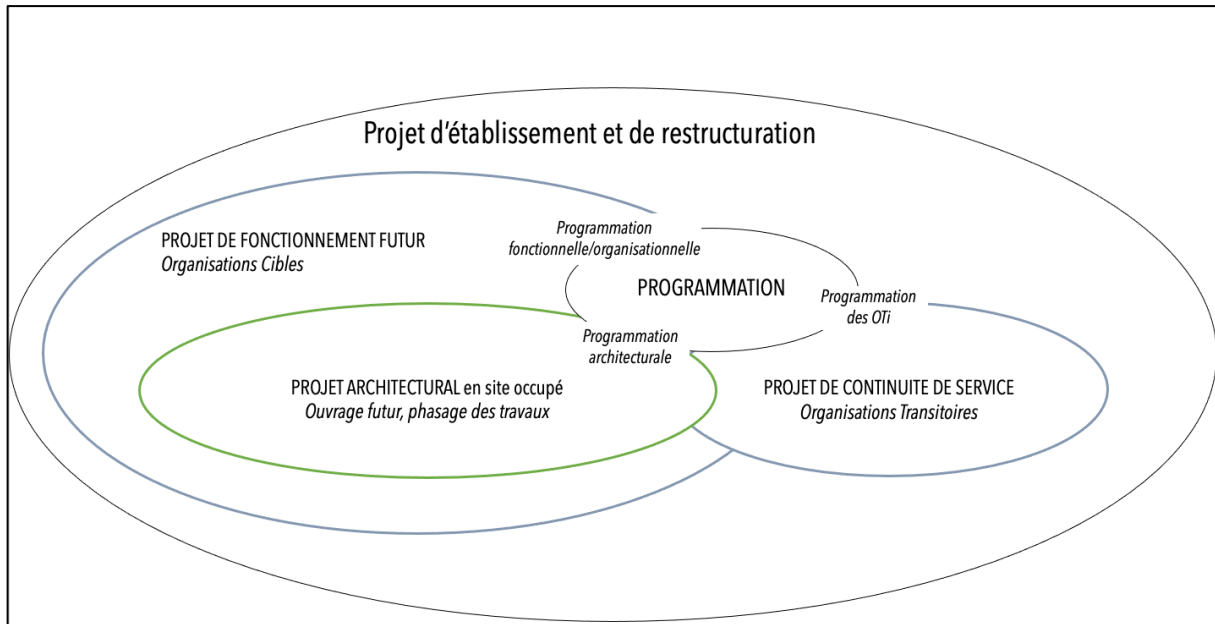 Projet d'établissement et de restructuration
PROJET DE FONCTIONNEMENT FUTUR
Organisations Cibles
Programmation
fonctionnelle/organisationnelle
PROGRAMMATION
Programmation
des OTi
Programmation
architecturale
PROJET ARCHITECTURAL en site occupé
Ouvrage futur, phasage des travaux
PROJET DE CONTINUITE DE SERVICE
Organisations Transitoires